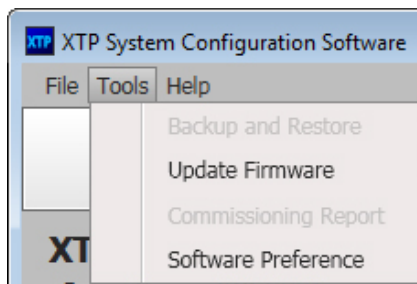 XTP XTP System Configuration Software
File Tools Help
Backup and Restore
Update Firmware
Commissioning Report
XT
Software Preference